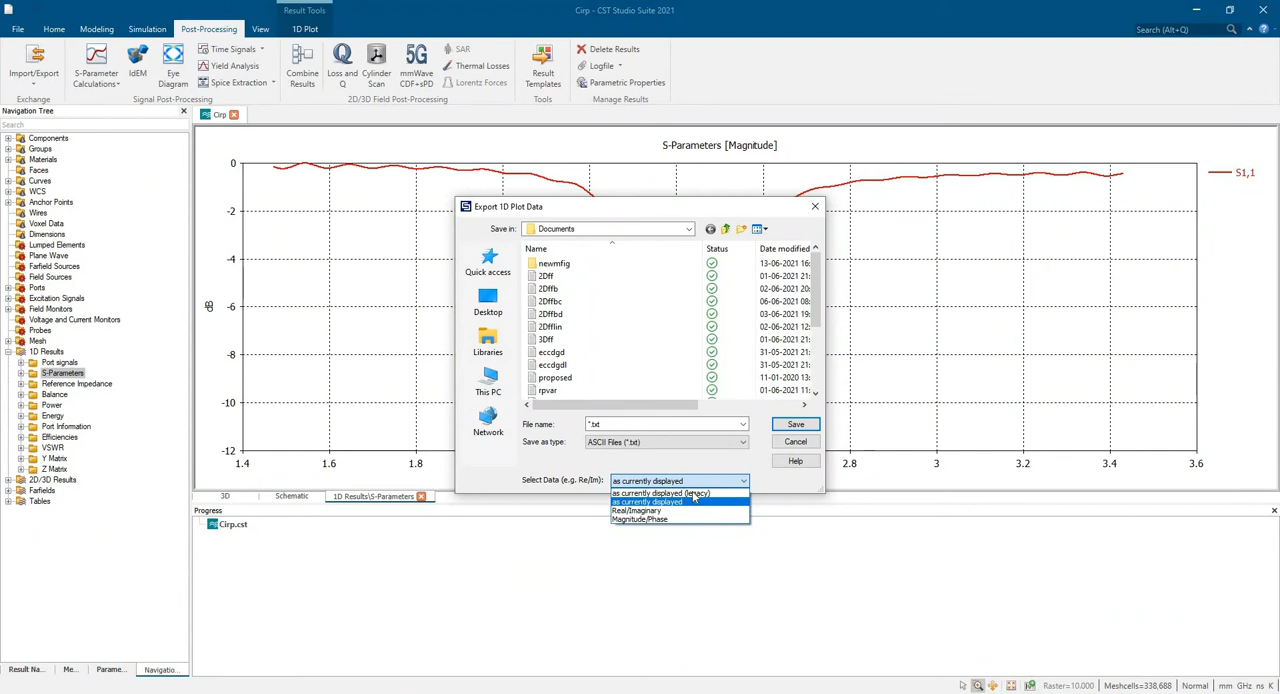 Cirp - CST Studio Suite 2021
Result Tools
File
Home
Modeling
Simulation
Post-Processing
View
1D Plot
Search (Alt+Q)
Import/Export
Exchange
S-Parameter
Calculations
IdEM
Eye
Diagram
Time Signals
Yield Analysis
Spice Extraction
Signal Post-Processing
Combine
Results
Loss and
Q
Cylinder
Scan
5G
mmWave
CDF+sPD
SAR
Thermal Losses
Lorentz Forces
2D/3D Field Post-Processing
Result
Templates
Tools
Delete Results
Logfile
Parametric Properties
Manage Results
Navigation Tree
Search
Components
Groups
Materials
Faces
Curves
WCS
Anchor Points
Wires
Voxel Data
Dimensions
Lumped Elements
Plane Wave
Farfield Sources
Field Sources
Ports
Excitation Signals
Field Monitors
Voltage and Current Monitors
Probes
Mesh
1D Results
Port signals
S-Parameters
Reference Impedance
Balance
Power
Energy
Port Information
Efficiencies
VSWR
Y Matrix
Z Matrix
2D/3D Results
Farfields
Tables
Result Na...
Me...
Parame...
Navigatio...
Cirp
S-Parameters [Magnitude]
S1,1
0
-2
-4
-6
-8
-10
-12
dB
1.4
1.6
1.8
2.8
3
3.2
3.4
3.6
Export 1D Plot Data
Save in:
Documents
Quick access
Desktop
Libraries
This PC
Network
Name
Status
Date modified
newmfig
13-06-2021 16:
2Dff
01-06-2021 21:
2Dffb
02-06-2021 20:
2Dffbc
06-06-2021 08:
2Dffbd
03-06-2021 19:
2Dfflin
02-06-2021 12:
3Dff
01-06-2021 21:
eccdgd
31-05-2021 21:
eccdgdl
31-05-2021 21:
proposed
11-01-2020 13:
rpvar
01-06-2021 11:
File name:
*.txt
Save
Save as type:
ASCII Files (*.txt)
Cancel
Help
Select Data (e.g. Re/Im):
as currently displayed
as currently displayed (legacy)
as currently displayed
Real/Imaginary
Magnitude/Phase
3D
Schematic
1D Results\S-Parameters
Progress
Cirp.cst
Raster=10.000
Meshcells=338,688
Normal
mm GHz ns K